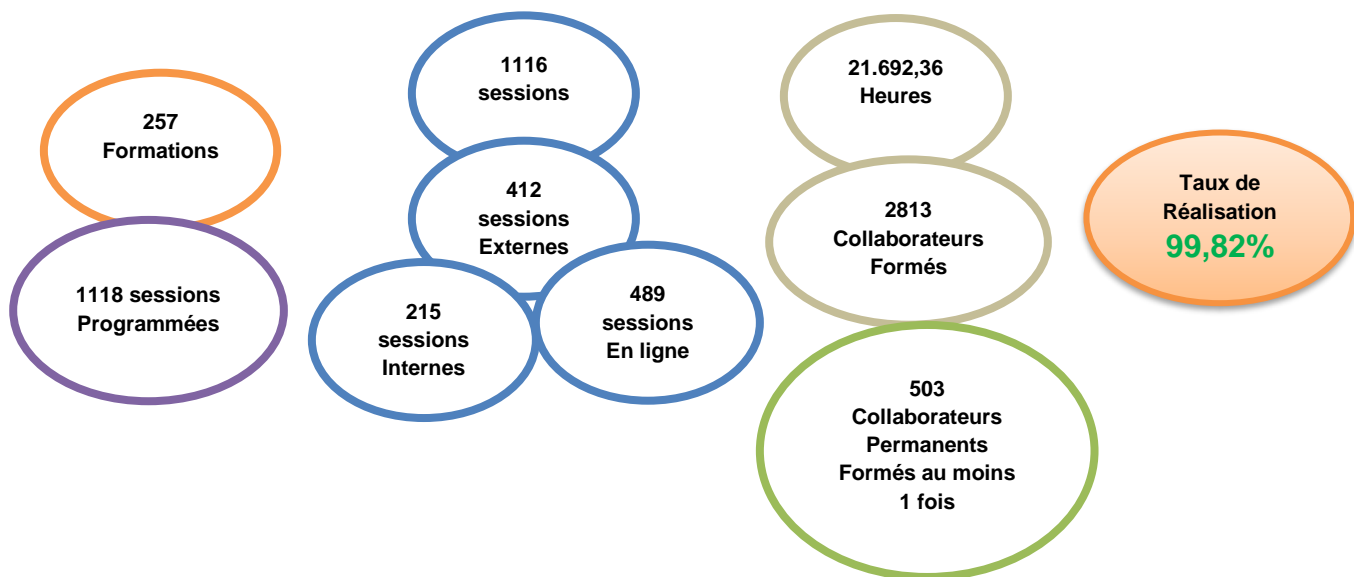 257
Formations
1118 sessions
Programmées
1116
sessions
412
sessions
Externes
215
sessions
Internes
489
sessions
En ligne
21.692,36
Heures
2813
Collaborateurs
Formés
503
Collaborateurs
Permanents
Formés au moins
1 fois
Taux de
Réalisation
99,82%